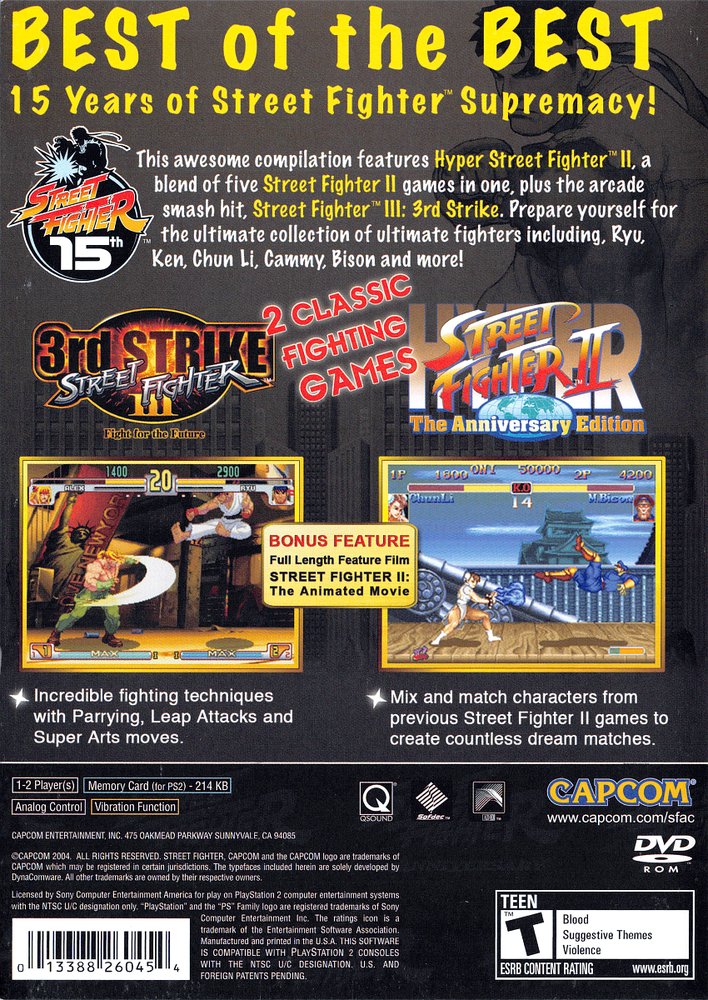 BEST of the BEST
15 Years of Street Fighter™ Supremacy!
STREET
FIGHTER
15th
™
This awesome compilation features Hyper Street Fighter™ II, a
blend of five Street Fighter II games in one, plus the arcade
smash hit, Street Fighter™ III: 3rd Strike. Prepare yourself for
the ultimate collection of ultimate fighters including, Ryu,
Ken, Chun Li, Cammy, Bison and more!
2 CLASSIC
FIGHTING
GAMES
3rd STRIKE
STREET FIGHTER
III
Fight for the Future
HYPER
STREET
FIGHTER II
The Anniversary Edition
1400 20 2900
ALEX RYU
1 MAX MAX 2
1P 1600 ONY 50000 2P 4200
ChunLi K.O M.Bison
14
BONUS FEATURE
Full Length Feature Film
STREET FIGHTER II:
The Animated Movie
Incredible fighting techniques
with Parrying, Leap Attacks and
Super Arts moves.
Mix and match characters from
previous Street Fighter II games to
create countless dream matches.
1-2 Player(s) Memory Card (for PS2) - 214 KB
Analog Control Vibration Function
Q
QSOUND
Sofdec™
CAPCOM®
www.capcom.com/sfac
DVD
ROM
CAPCOM ENTERTAINMENT, INC. 475 OAKMEAD PARKWAY SUNNYVALE, CA 94085
©CAPCOM 2004. ALL RIGHTS RESERVED. STREET FIGHTER, CAPCOM and the CAPCOM logo are trademarks of
CAPCOM which may be registered in certain jurisdictions. The typefaces included herein are solely developed by
DynaComware. All other trademarks are owned by their respective owners.
Licensed by Sony Computer Entertainment America for play on PlayStation 2 computer entertainment systems
with the NTSC U/C designation only. “PlayStation” and the “PS” Family logo are registered trademarks of Sony
Computer Entertainment Inc. The ratings icon is a
trademark of the Entertainment Software Association.
Manufactured and printed in the U.S.A. THIS SOFTWARE
IS COMPATIBLE WITH PLAYSTATION 2 CONSOLES
WITH THE NTSC U/C DESIGNATION. U.S. AND
FOREIGN PATENTS PENDING.
0 13388 26045 4
TEEN
T
Blood
Suggestive Themes
Violence
ESRB CONTENT RATING www.esrb.org